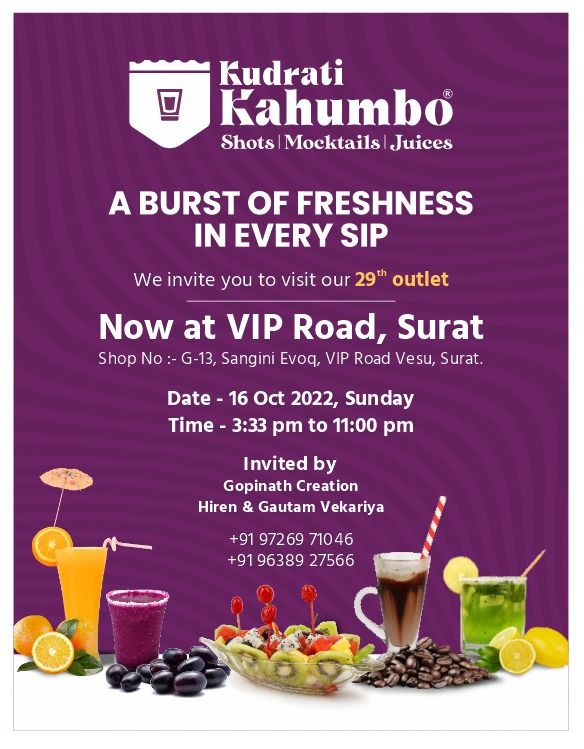 Kudrati
Kahumbo®
Shots | Mocktails | Juices
A BURST OF FRESHNESS
IN EVERY SIP
We invite you to visit our 29th outlet
Now at VIP Road, Surat
Shop No :- G-13, Sangini Evoq, VIP Road Vesu, Surat.
Date - 16 Oct 2022, Sunday
Time - 3:33 pm to 11:00 pm
Invited by
Gopinath Creation
Hiren & Gautam Vekariya
+91 97269 71046
+91 96389 27566